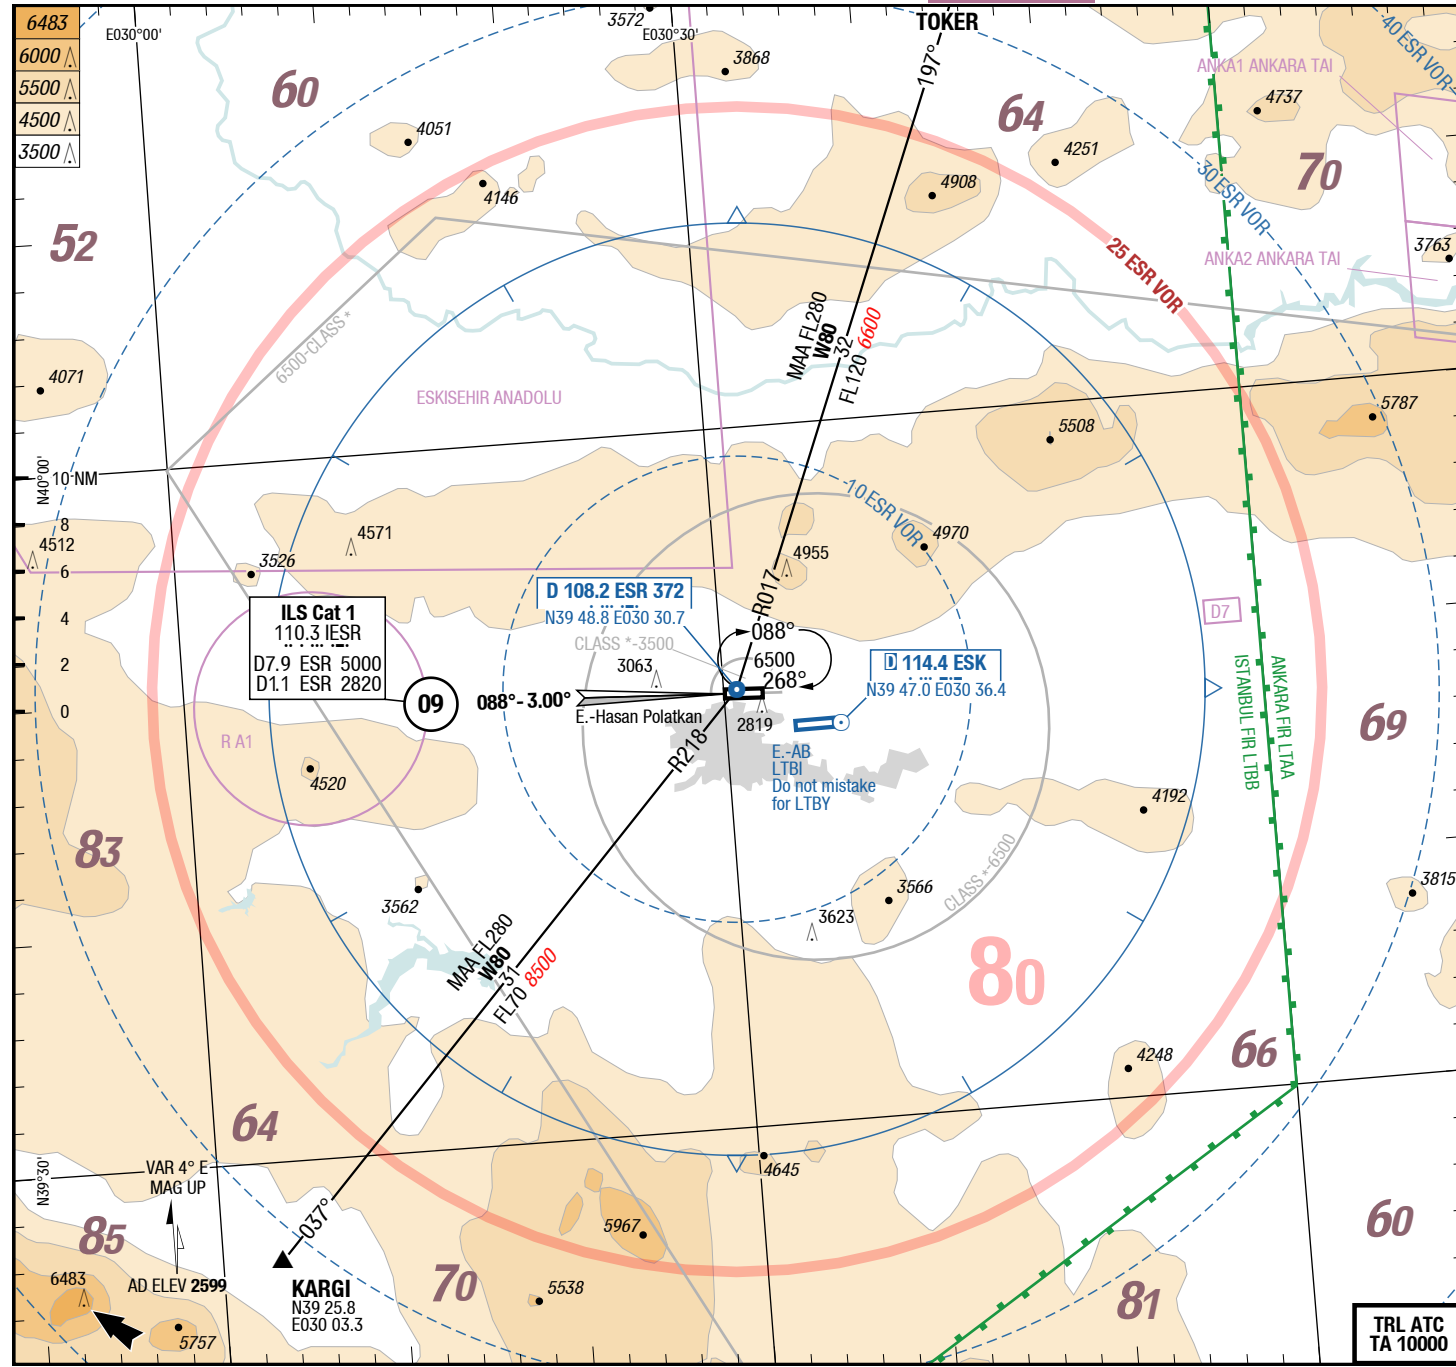 6483
6000
5500
4500
3500
E030°00'
3572
E030°30'
TOKER
197°
3868
60
64
ANKA1 ANKARA TAI
40 ESR VOR
4737
4051
4251
70
4146
4908
30 ESR VOR
52
25 ESR VOR
3763
ANKA2 ANKARA TAI
6500-CLASS *
MAA FL280
W80
32
FL120
6600
4071
ESKISEHIR ANADOLU
5787
5508
N40°00'
10 NM
8
6
4
2
0
10 ESR VOR
4512
4571
3526
4955
4970
D 108.2 ESR 372
N39 48.8 E030 30.7
R017
ILS Cat 1
110.3 IESR
D7.9 ESR 5000
D1.1 ESR 2820
CLASS *-3500
3063
088°
6500
268°
D 114.4 ESK
N39 47.0 E030 36.4
D7
09
088°- 3.00°
E.-Hasan Polatkan
2819
R A1
R218
E.-AB
LTBI
Do not mistake
for LTBY
ANKARA FIR LTAA
ISTANBUL FIR LTBB
69
4520
4192
83
3562
3566
3623
CLASS *-6500
3815
MAA FL280
W80
31
FL70
8500
80
66
4248
64
N39°30'
VAR 4° E
MAG UP
4645
037°
85
5967
60
6483
AD ELEV 2599
KARGI
N39 25.8
E030 03.3
70
5538
81
5757
TRL ATC
TA 10000